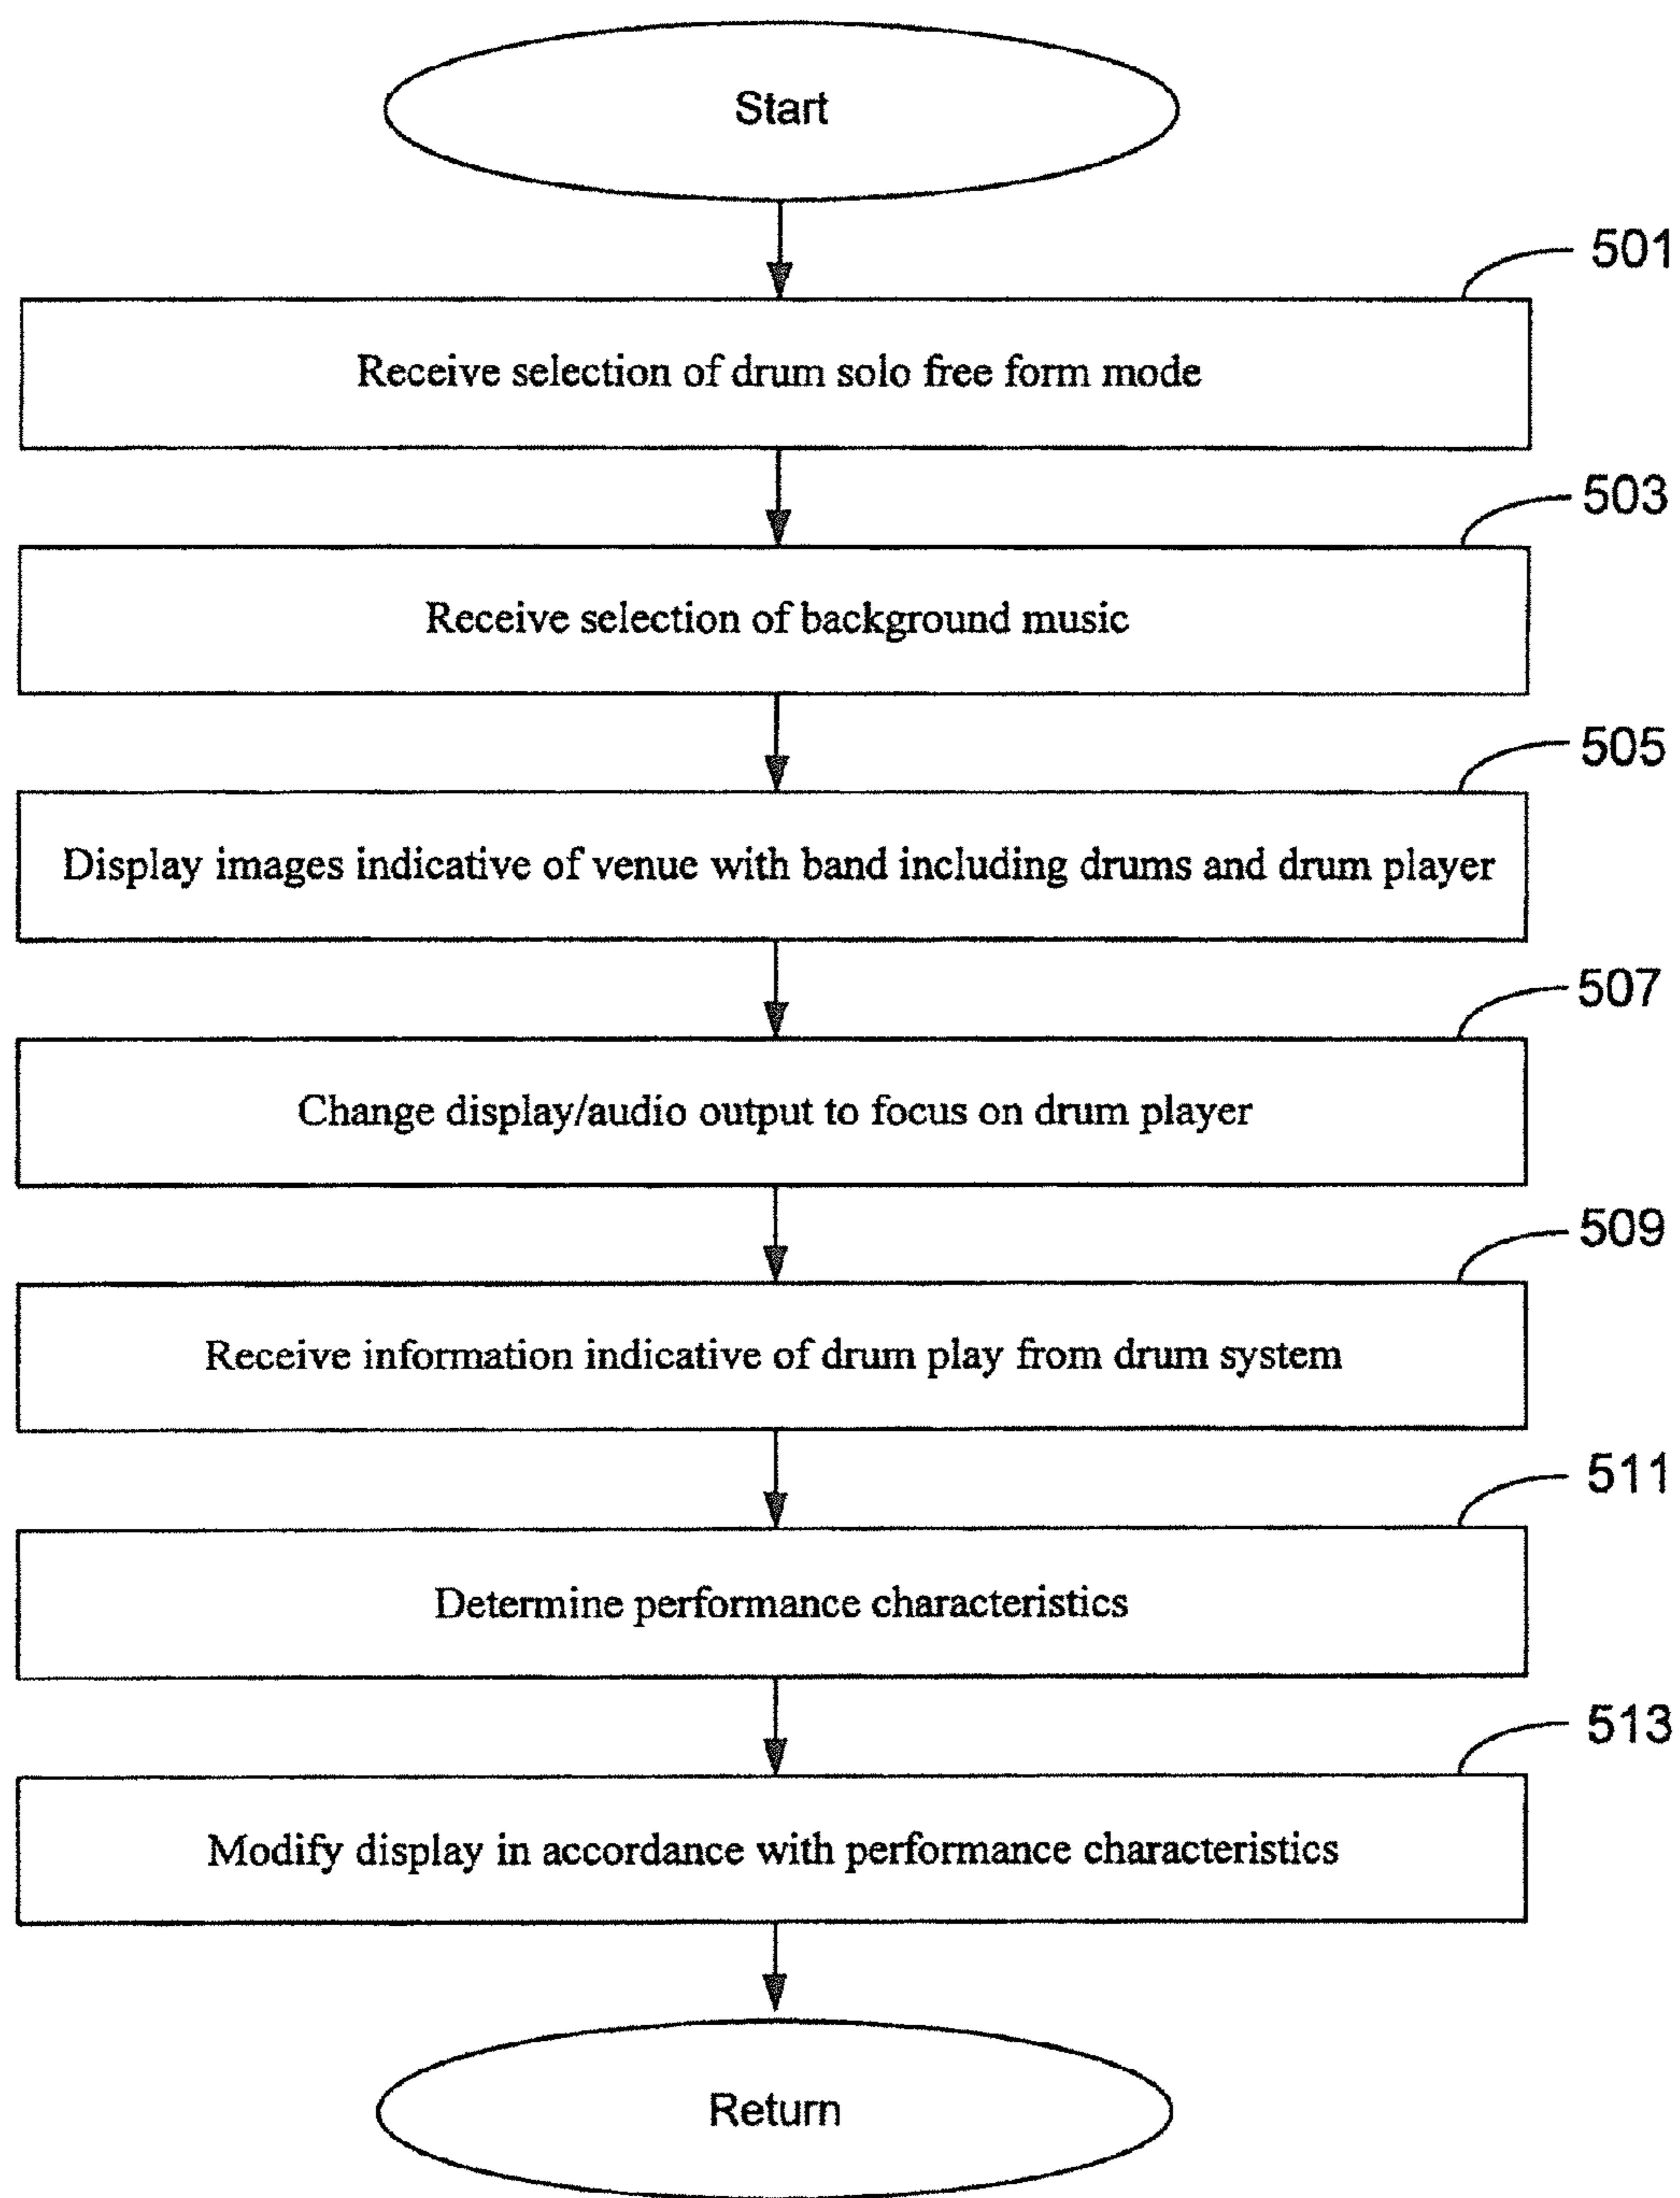 Start
501
Receive selection of drum solo free form mode
503
Receive selection of background music
505
Display images indicative of venue with band including drums and drum player
507
Change display/audio output to focus on drum player
509
Receive information indicative of drum play from drum system
511
Determine performance characteristics
513
Modify display in accordance with performance characteristics
Return